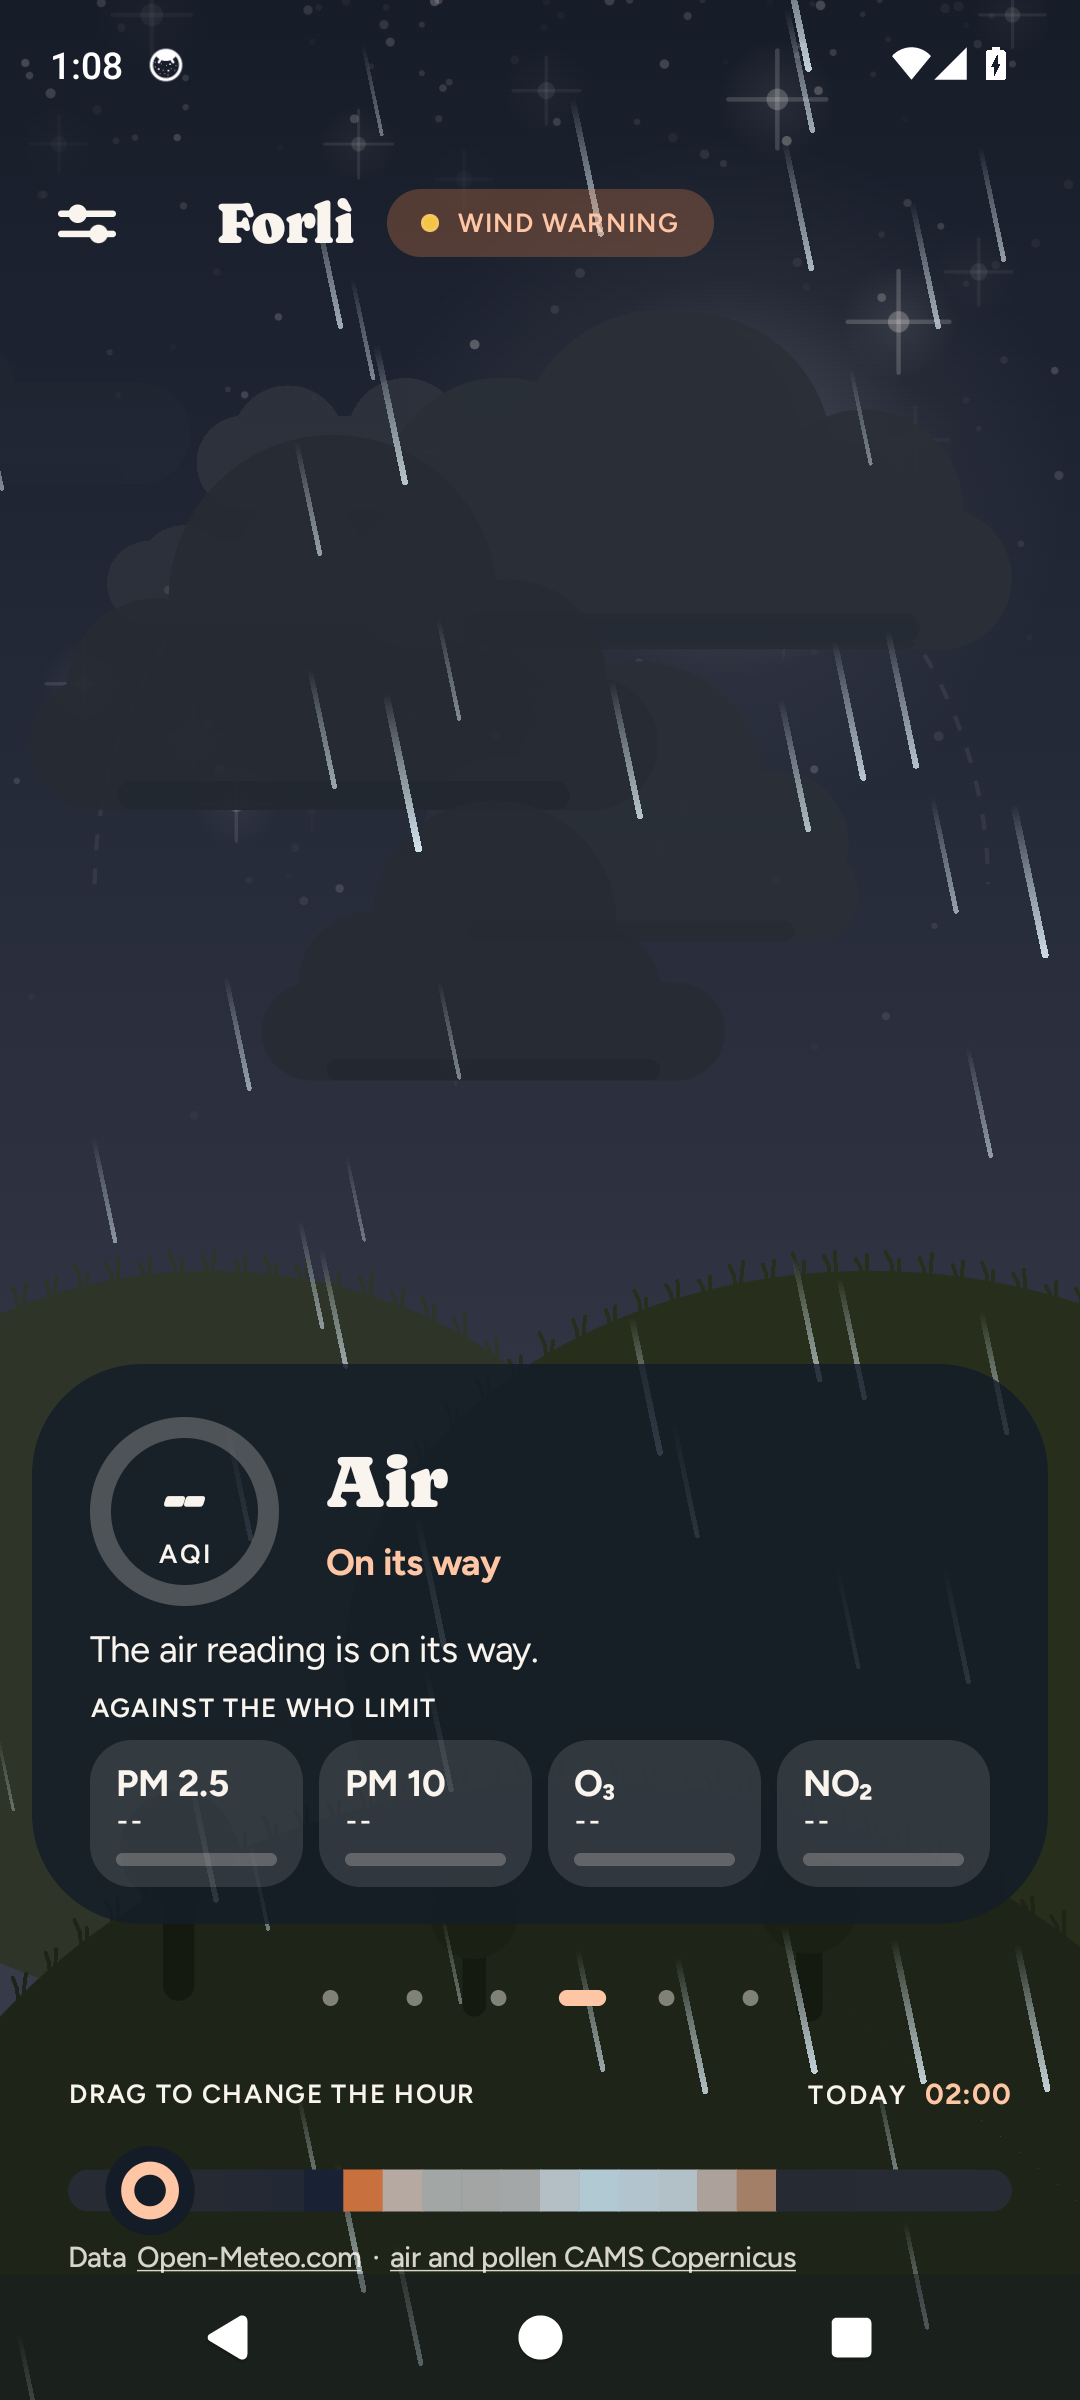 1:08
Forlì
WIND WARNING
--
AQI
Air
On its way
The air reading is on its way.
AGAINST THE WHO LIMIT
PM 2.5
--
PM 10
--
O₃
--
NO₂
--
DRAG TO CHANGE THE HOUR
TODAY 02:00
Data Open-Meteo.com · air and pollen CAMS Copernicus